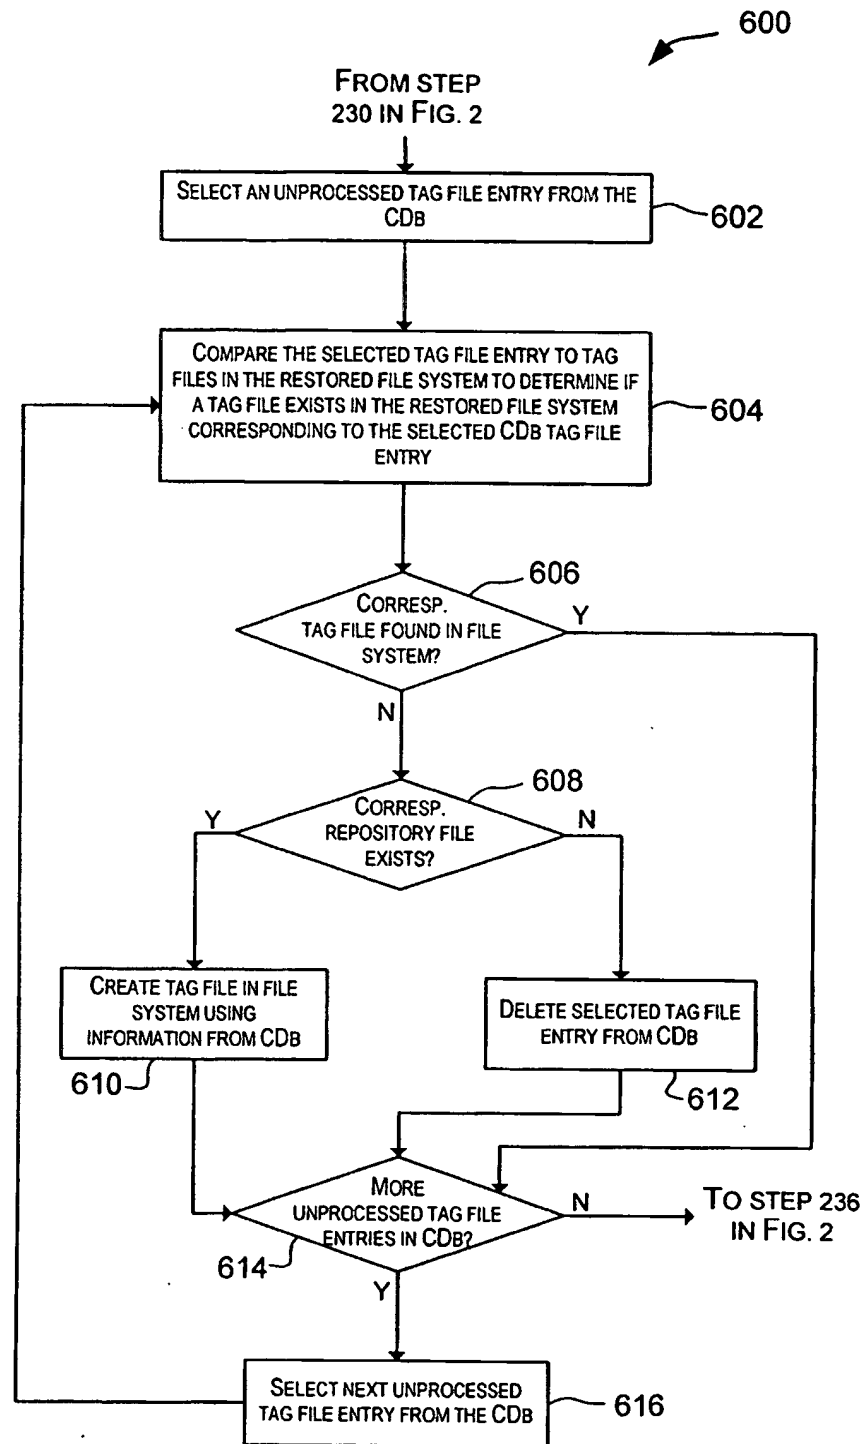 600
FROM STEP
230 IN FIG. 2
SELECT AN UNPROCESSED TAG FILE ENTRY FROM THE
CDB
602
COMPARE THE SELECTED TAG FILE ENTRY TO TAG
FILES IN THE RESTORED FILE SYSTEM TO DETERMINE IF
A TAG FILE EXISTS IN THE RESTORED FILE SYSTEM
CORRESPONDING TO THE SELECTED CDB TAG FILE
ENTRY
604
606
CORRESP.
TAG FILE FOUND IN FILE
SYSTEM?
Y
N
608
CORRESP.
REPOSITORY FILE
EXISTS?
Y
N
CREATE TAG FILE IN FILE
SYSTEM USING
INFORMATION FROM CDB
610
DELETE SELECTED TAG FILE
ENTRY FROM CDB
612
MORE
UNPROCESSED TAG FILE
ENTRIES IN CDB?
614
N
TO STEP 236
IN FIG. 2
Y
SELECT NEXT UNPROCESSED
TAG FILE ENTRY FROM THE CDB
616